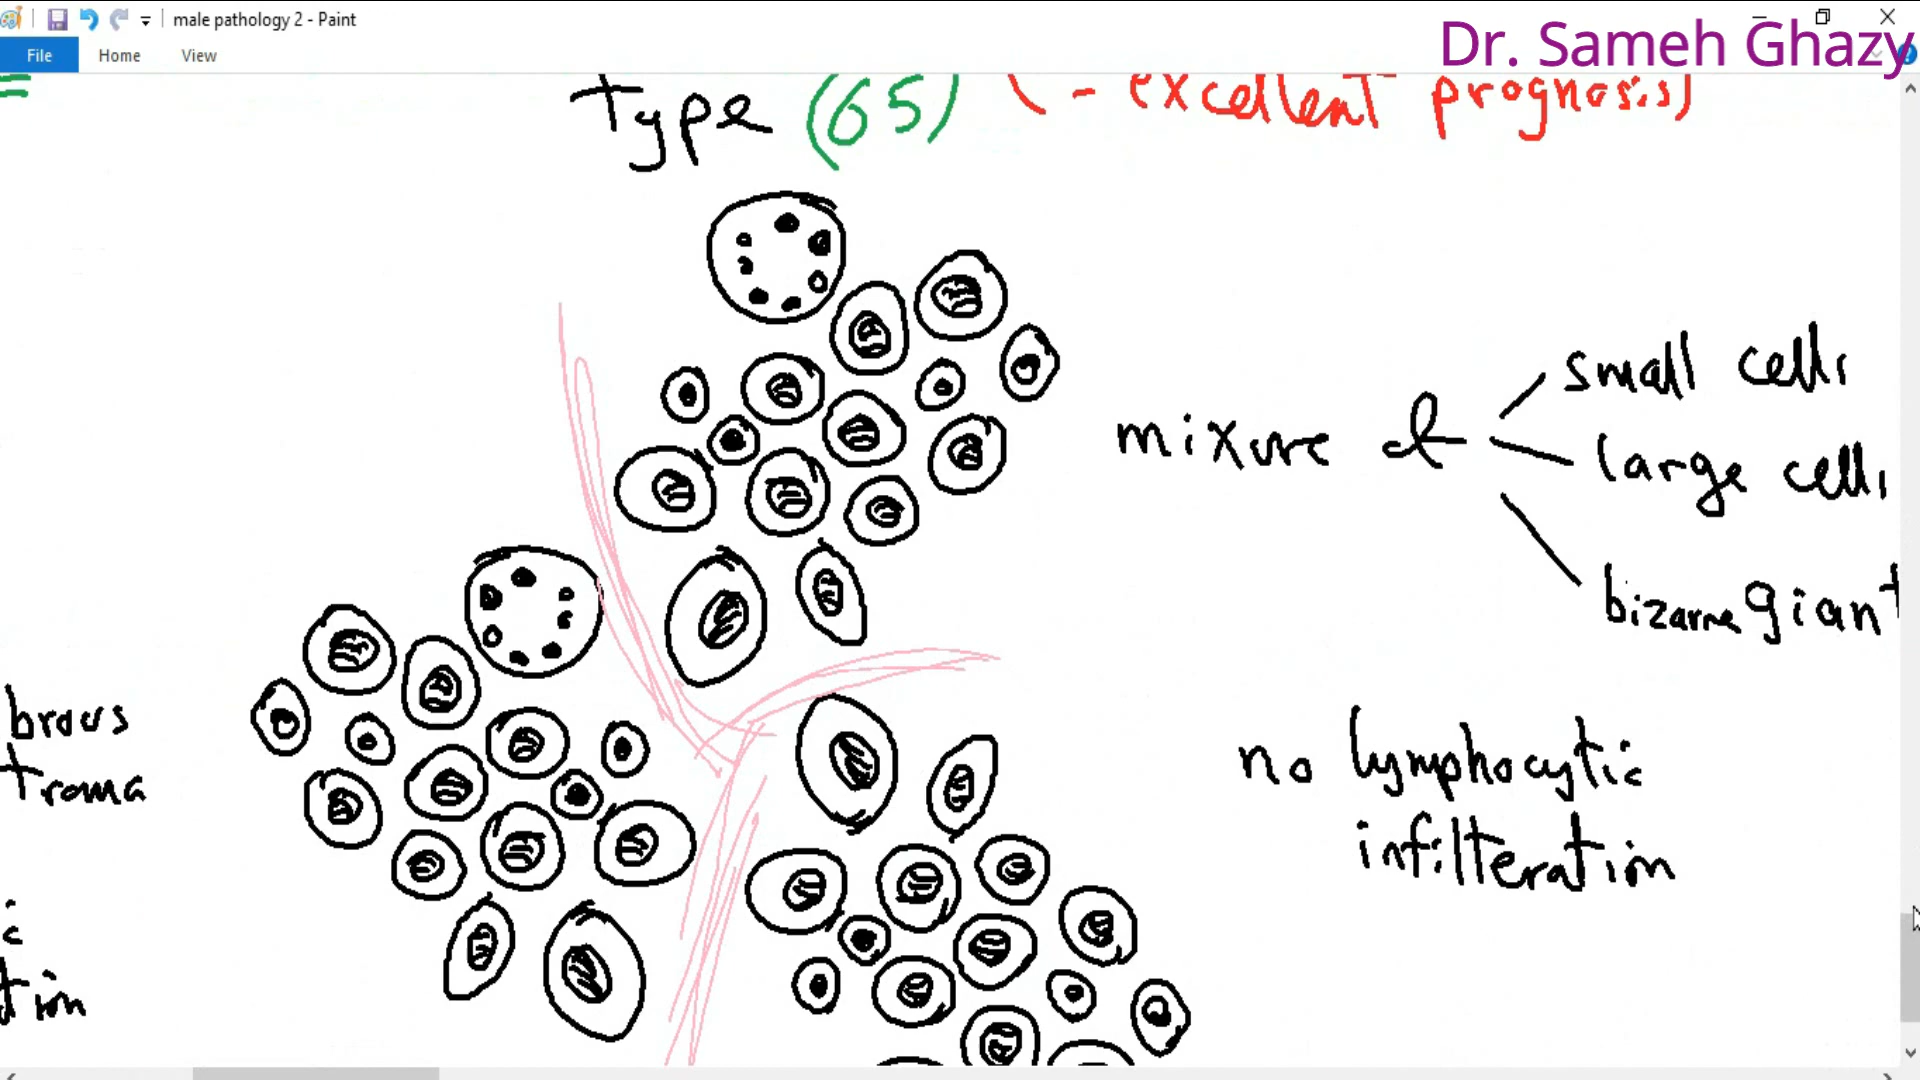 male pathology 2 - Paint
Dr. Sameh Ghazy
File Home View
type (65) (- excellent prognosis)
small cells
mixure of large cells
bizarre giant
brous
troma
no lymphocytic
infilteration
c
tion